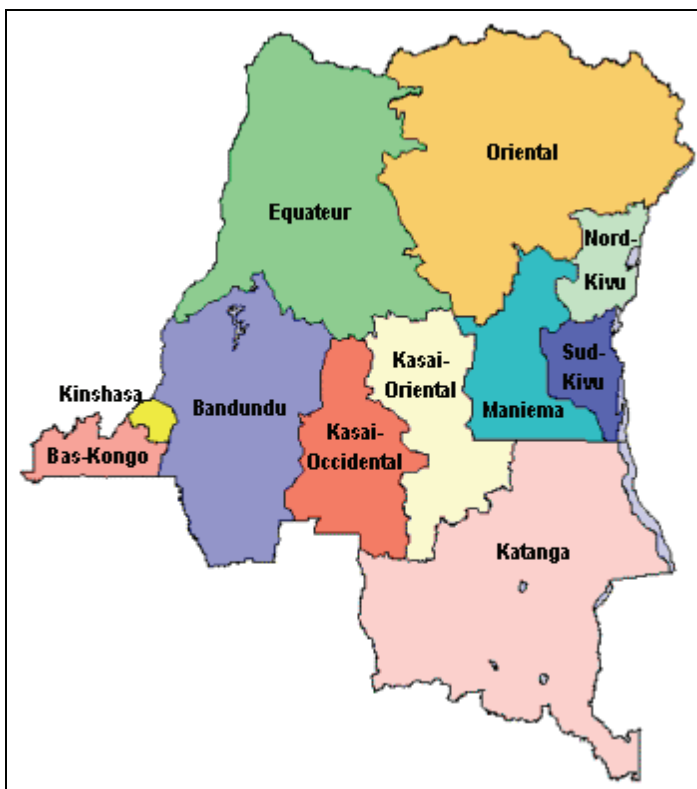 Oriental
Equateur
Nord-
Kivu
Sud-
Kivu
Kasai-
Oriental
Maniema
Kinshasa
Bandundu
Kasai-
Occidental
Bas-Kongo
Katanga